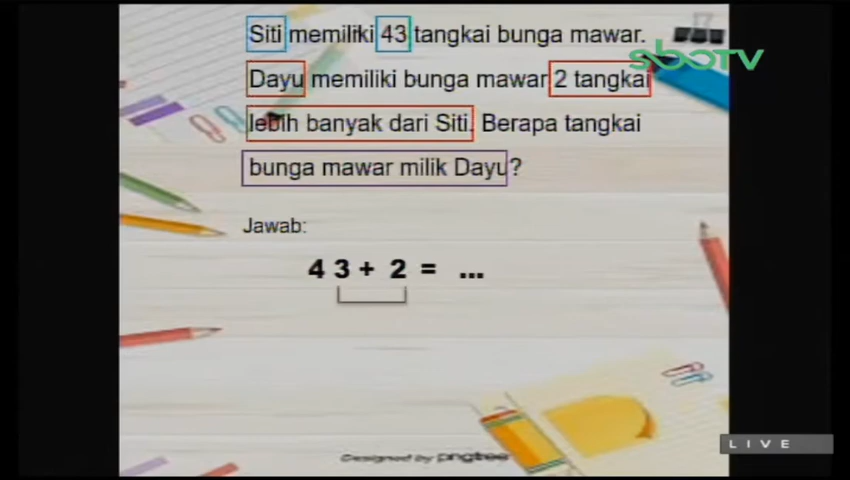 Siti memiliki 43 tangkai bunga mawar.
sbotv
Dayu memiliki bunga mawar 2 tangkai
lebih banyak dari Siti. Berapa tangkai
bunga mawar milik Dayu?
Jawab:
43 + 2 = ...
LIVE
Designed by pngtree